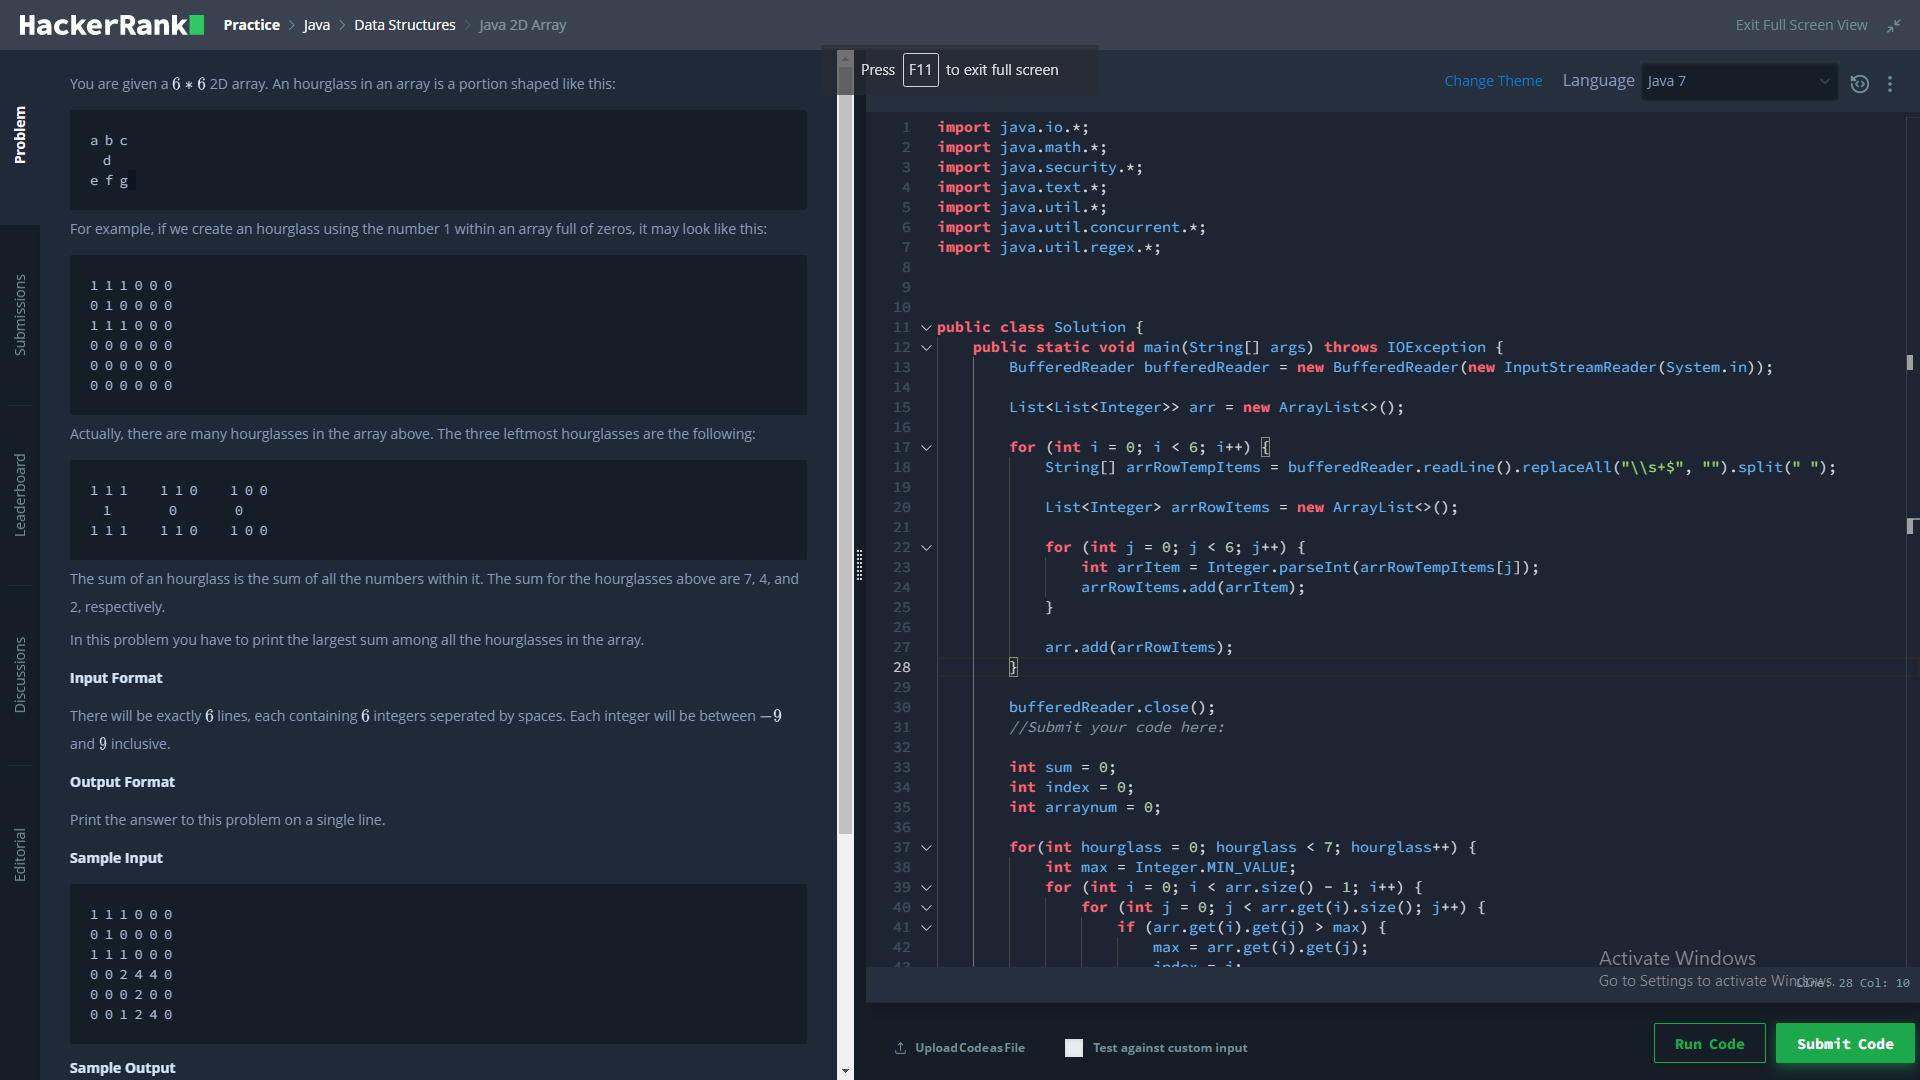 HackerRank Practice > Java > Data Structures > Java 2D Array
Exit Full Screen View
Press F11 to exit full screen
Problem
Submissions
Leaderboard
Discussions
Editorial
You are given a 6 * 6 2D array. An hourglass in an array is a portion shaped like this:
a b c
d
e f g
For example, if we create an hourglass using the number 1 within an array full of zeros, it may look like this:
1 1 1 0 0 0
0 1 0 0 0 0
1 1 1 0 0 0
0 0 0 0 0 0
0 0 0 0 0 0
0 0 0 0 0 0
Actually, there are many hourglasses in the array above. The three leftmost hourglasses are the following:
1 1 1     1 1 0     1 0 0
1         0         0
1 1 1     1 1 0     1 0 0
The sum of an hourglass is the sum of all the numbers within it. The sum for the hourglasses above are 7, 4, and
2, respectively.
In this problem you have to print the largest sum among all the hourglasses in the array.
Input Format
There will be exactly 6 lines, each containing 6 integers seperated by spaces. Each integer will be between −9
and 9 inclusive.
Output Format
Print the answer to this problem on a single line.
Sample Input
1 1 1 0 0 0
0 1 0 0 0 0
1 1 1 0 0 0
0 0 2 4 4 0
0 0 0 2 0 0
0 0 1 2 4 0
Sample Output
Change Theme Language Java 7
1 import java.io.*;
2 import java.math.*;
3 import java.security.*;
4 import java.text.*;
5 import java.util.*;
6 import java.util.concurrent.*;
7 import java.util.regex.*;
8
9
10
11 public class Solution {
12 public static void main(String[] args) throws IOException {
13 BufferedReader bufferedReader = new BufferedReader(new InputStreamReader(System.in));
14
15 List<List<Integer>> arr = new ArrayList<>();
16
17 for (int i = 0; i < 6; i++) {
18 String[] arrRowTempItems = bufferedReader.readLine().replaceAll("\\s+$", "").split(" ");
19
20 List<Integer> arrRowItems = new ArrayList<>();
21
22 for (int j = 0; j < 6; j++) {
23 int arrItem = Integer.parseInt(arrRowTempItems[j]);
24 arrRowItems.add(arrItem);
25 }
26
27 arr.add(arrRowItems);
28 }
29
30 bufferedReader.close();
31 //Submit your code here:
32
33 int sum = 0;
34 int index = 0;
35 int arraynum = 0;
36
37 for(int hourglass = 0; hourglass < 7; hourglass++) {
38 int max = Integer.MIN_VALUE;
39 for (int i = 0; i < arr.size() - 1; i++) {
40 for (int j = 0; j < arr.get(i).size(); j++) {
41 if (arr.get(i).get(j) > max) {
42 max = arr.get(i).get(j);
Activate Windows
Go to Settings to activate Windows.
Line: 28 Col: 10
Upload Code as File
Test against custom input
Run Code
Submit Code